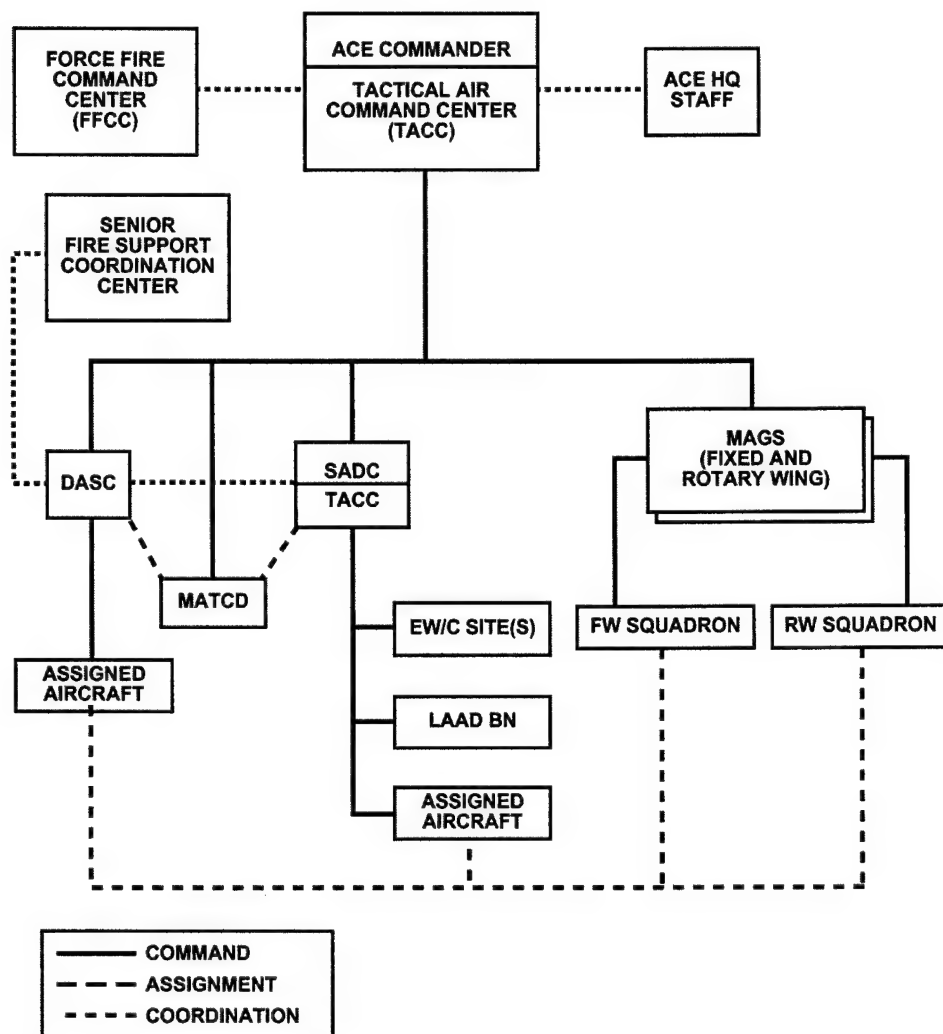 FORCE FIRE
COMMAND
CENTER
(FFCC)
ACE COMMANDER
TACTICAL AIR
COMMAND CENTER
(TACC)
ACE HQ
STAFF
SENIOR
FIRE SUPPORT
COORDINATION
CENTER
DASC
SADC
TACC
MAGS
(FIXED AND
ROTARY WING)
MATCD
EW/C SITE(S)
FW SQUADRON
RW SQUADRON
ASSIGNED
AIRCRAFT
LAAD BN
ASSIGNED
AIRCRAFT
COMMAND
ASSIGNMENT
COORDINATION